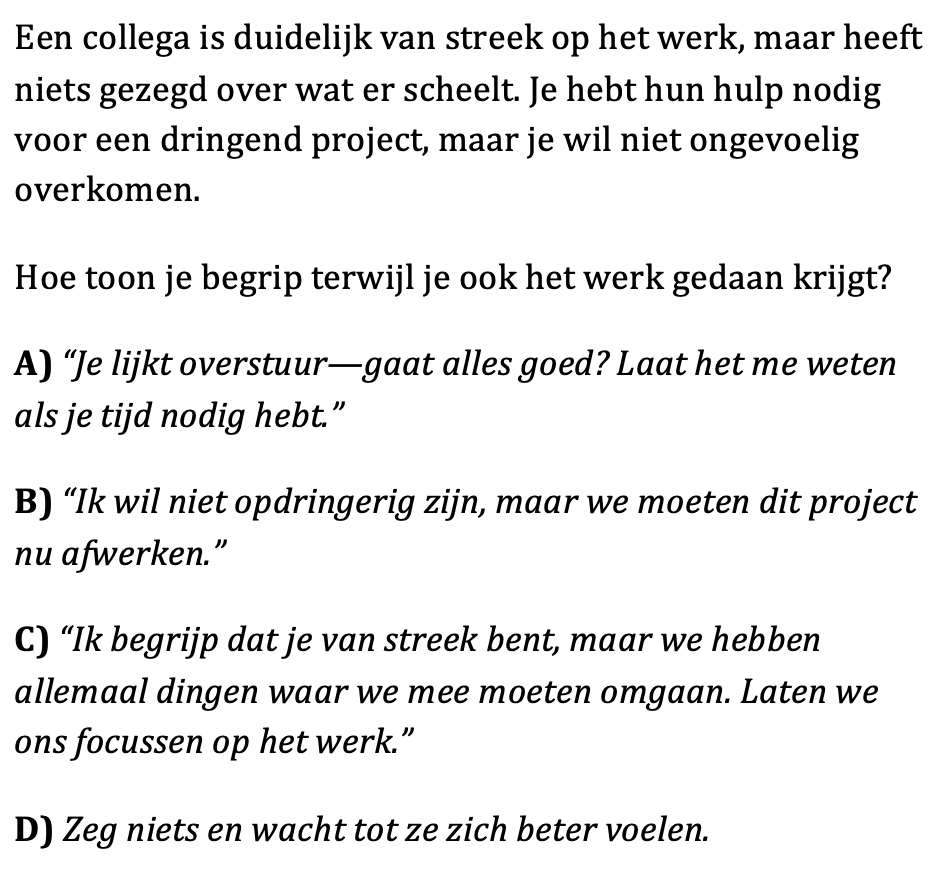 Een collega is duidelijk van streek op het werk, maar heeft
niets gezegd over wat er scheelt. Je hebt hun hulp nodig
voor een dringend project, maar je wil niet ongevoelig
overkomen.
Hoe toon je begrip terwijl je ook het werk gedaan krijgt?
A) “Je lijkt overstuur—gaat alles goed? Laat het me weten
als je tijd nodig hebt.”
B) “Ik wil niet opdringerig zijn, maar we moeten dit project
nu afwerken.”
C) “Ik begrijp dat je van streek bent, maar we hebben
allemaal dingen waar we mee moeten omgaan. Laten we
ons focussen op het werk.”
D) Zeg niets en wacht tot ze zich beter voelen.